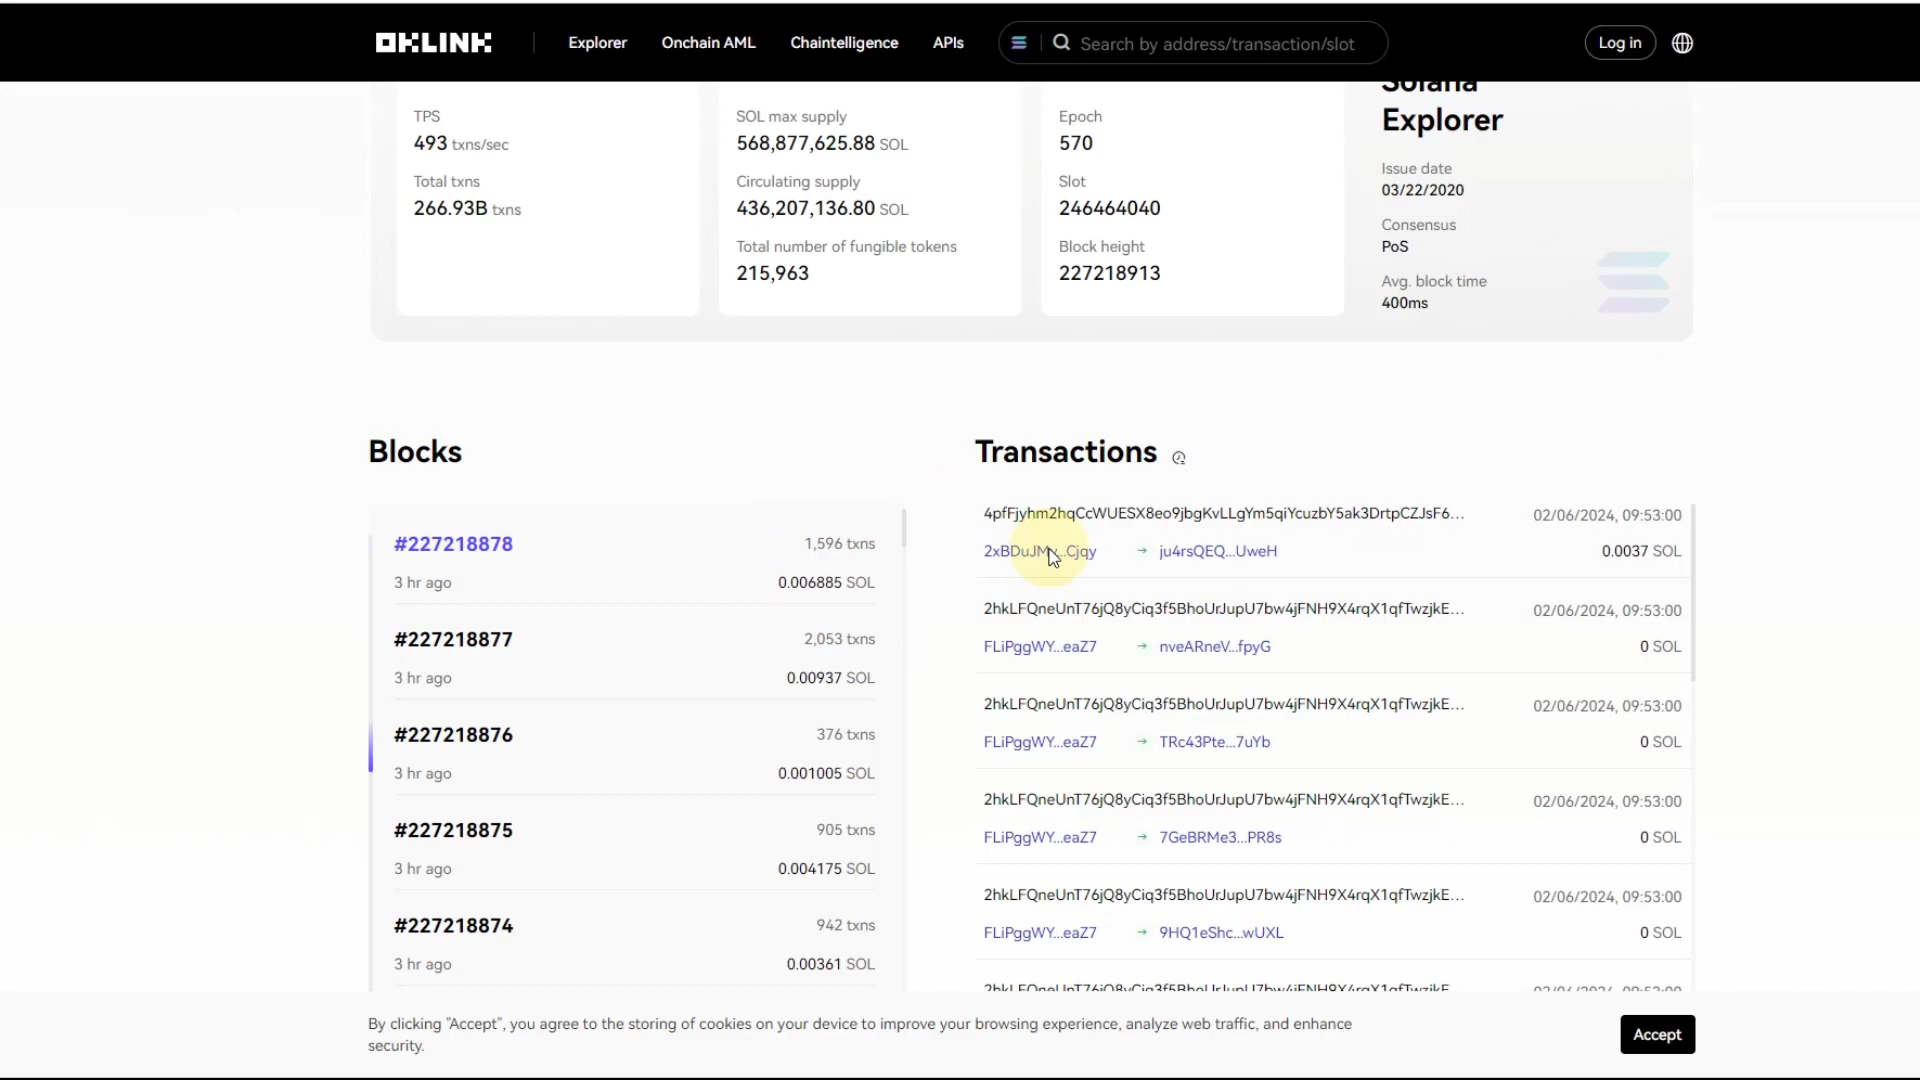 OKLINK
Explorer
Onchain AML
Chaintelligence
APIs
Search by address/transaction/slot
Log in
TPS
493 txns/sec
Total txns
266.93B txns
SOL max supply
568,877,625.88 SOL
Circulating supply
436,207,136.80 SOL
Total number of fungible tokens
215,963
Epoch
570
Slot
246464040
Block height
227218913
Solana
Explorer
Issue date
03/22/2020
Consensus
PoS
Avg. block time
400ms
Blocks
#227218878 1,596 txns
3 hr ago 0.006885 SOL
#227218877 2,053 txns
3 hr ago 0.00937 SOL
#227218876 376 txns
3 hr ago 0.001005 SOL
#227218875 905 txns
3 hr ago 0.004175 SOL
#227218874 942 txns
3 hr ago 0.00361 SOL
Transactions
4pfFjyhm2hqCcWUESX8eo9jbgKvLLgYm5qiYcuzbY5ak3DrtpCZJsF6... 02/06/2024, 09:53:00
→ ju4rsQEQ...UweH 0.0037 SOL
2hkLFQneUnT76jQ8yCiq3f5BhoUrJupU7bw4jFNH9X4rqX1qfTwzjkE... 02/06/2024, 09:53:00
FLiPggWY...eaZ7 → nveARneV...fpyG 0 SOL
2hkLFQneUnT76jQ8yCiq3f5BhoUrJupU7bw4jFNH9X4rqX1qfTwzjkE... 02/06/2024, 09:53:00
FLiPggWY...eaZ7 → TRc43Pte...7uYb 0 SOL
2hkLFQneUnT76jQ8yCiq3f5BhoUrJupU7bw4jFNH9X4rqX1qfTwzjkE... 02/06/2024, 09:53:00
FLiPggWY...eaZ7 → 7GeBRMe3...PR8s 0 SOL
2hkLFQneUnT76jQ8yCiq3f5BhoUrJupU7bw4jFNH9X4rqX1qfTwzjkE... 02/06/2024, 09:53:00
FLiPggWY...eaZ7 → 9HQ1eShc...wUXL 0 SOL
By clicking "Accept", you agree to the storing of cookies on your device to improve your browsing experience, analyze web traffic, and enhance
security.
Accept